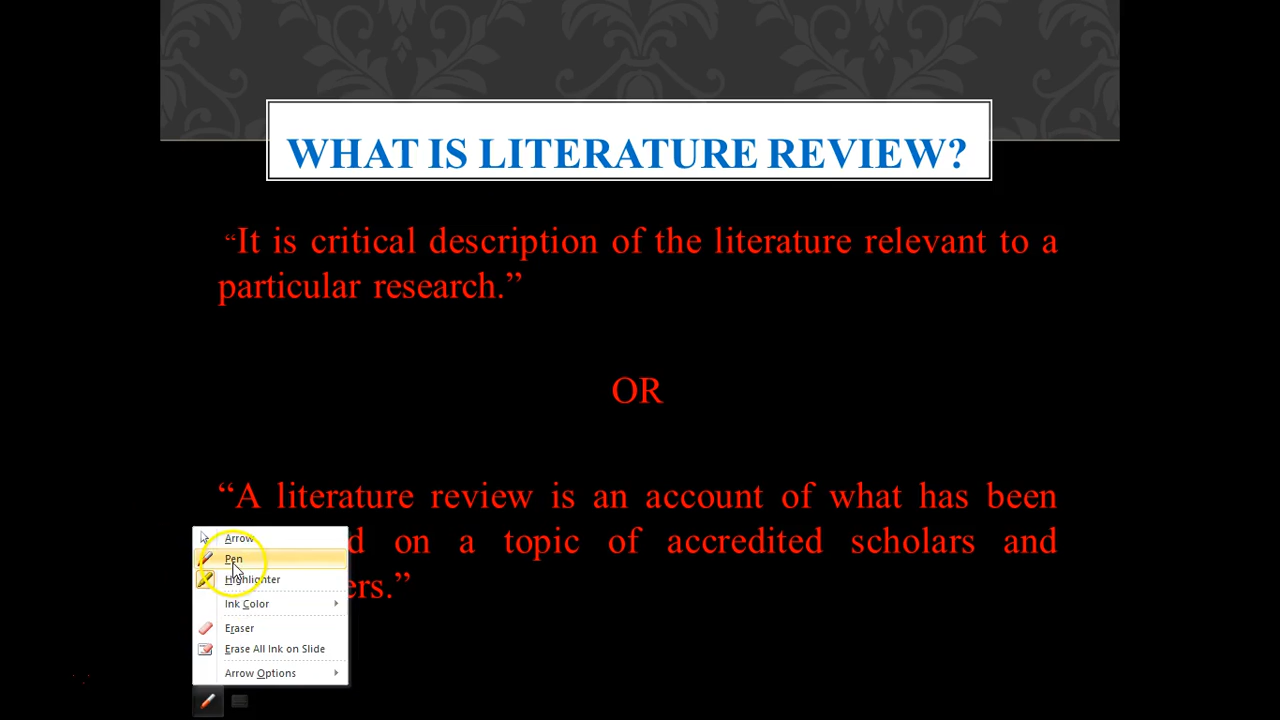 WHAT IS LITERATURE REVIEW?
“It is critical description of the literature relevant to a
particular research.”
OR
“A literature review is an account of what has been
d on a topic of accredited scholars and
ers.”
Arrow
Pen
Highlighter
Ink Color
Eraser
Erase All Ink on Slide
Arrow Options